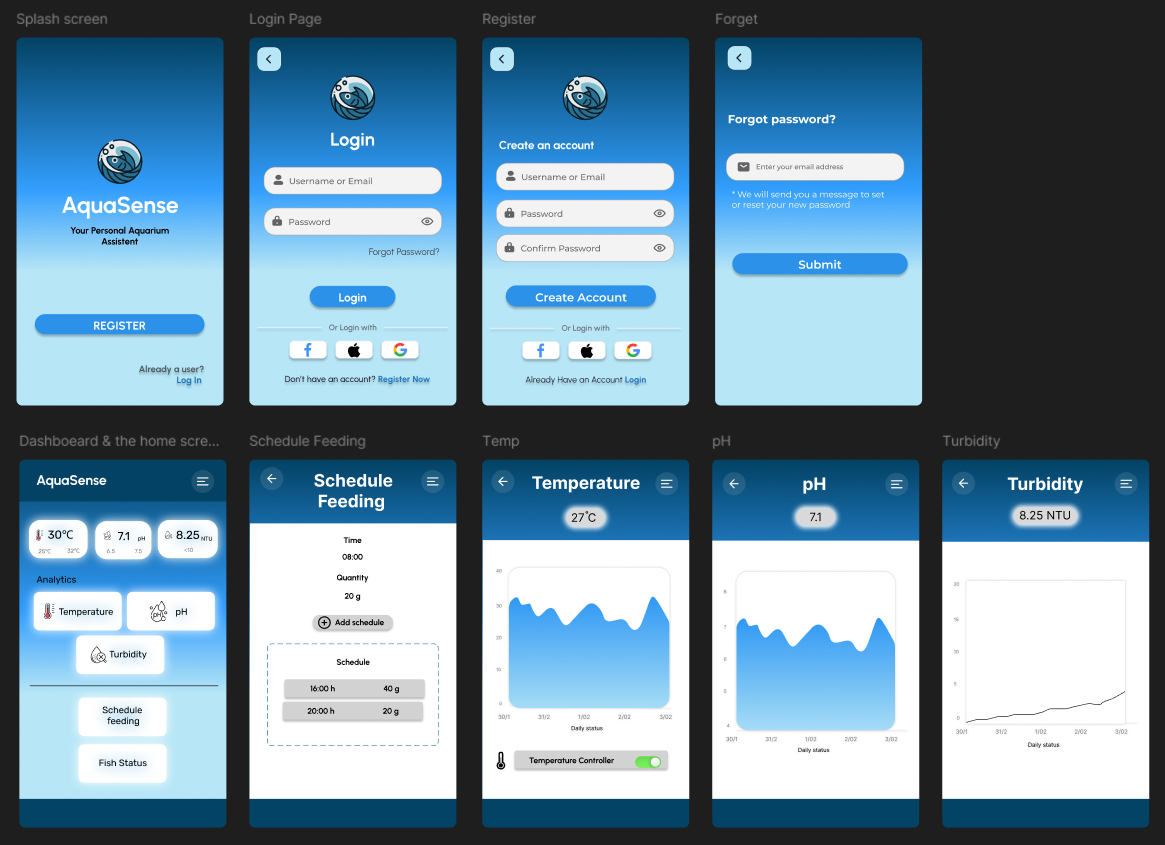 Splash screen
AquaSense
Your Personal Aquarium
Assistent
REGISTER
Already a user?
Log In
Login Page
Login
Username or Email
Password
Forgot Password?
Login
Or Login with
Don't have an account? Register Now
Register
Create an account
Username or Email
Password
Confirm Password
Create Account
Or Login with
Already Have an Account Login
Forget
Forgot password?
Enter your email address
* We will send you a message to set
or reset your new password
Submit
Dashboeard & the home scre...
AquaSense
30°C
25°C 32°C
7.1 pH
6.5 7.5
8.25 NTU
<10
Analytics
Temperature
pH
Turbidity
Schedule
feeding
Fish Status
Schedule Feeding
Schedule
Feeding
Time
08:00
Quantity
20 g
Add schedule
Schedule
16:00 h 40 g
20:00 h 20 g
Temp
Temperature
27°C
40
30
20
10
0
30/1 31/2 1/02 2/02 3/02
Daily status
Temperature Controller
pH
pH
7.1
8
7
6
4
30/1 31/2 1/02 2/02 3/02
Daily status
Turbidity
Turbidity
8.25 NTU
20
15
10
5
0
30/1 31/2 1/02 2/02 3/02
Daily status